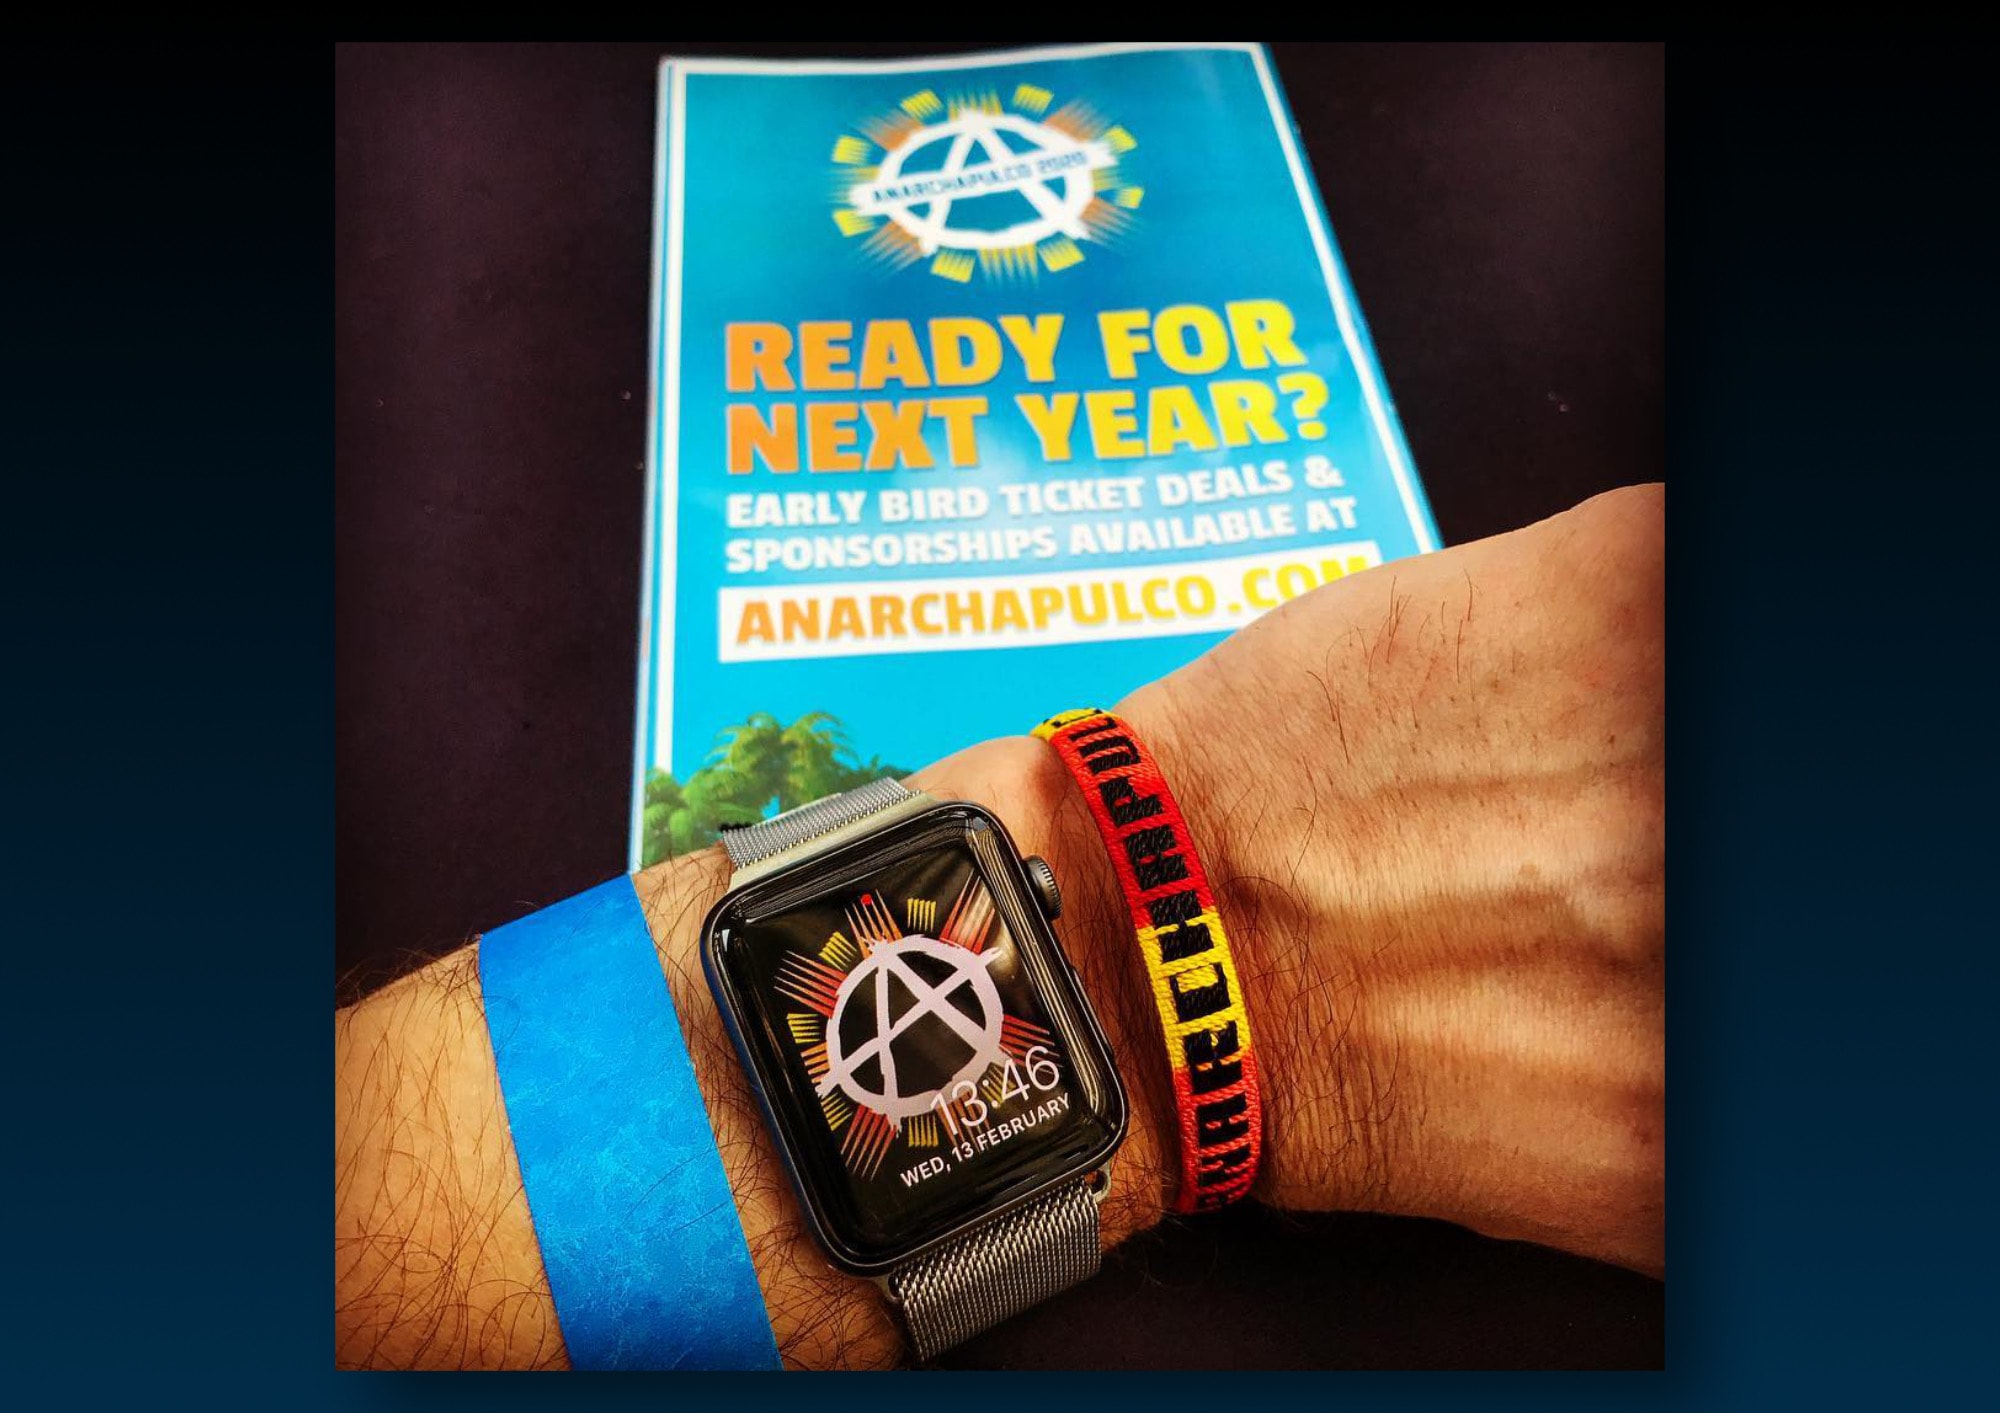 ANARCHAPULCO 2020
READY FOR
NEXT YEAR?
EARLY BIRD TICKET DEALS &
SPONSORSHIPS AVAILABLE AT
ANARCHAPULCO.COM
13:46
WED, 13 FEBRUARY